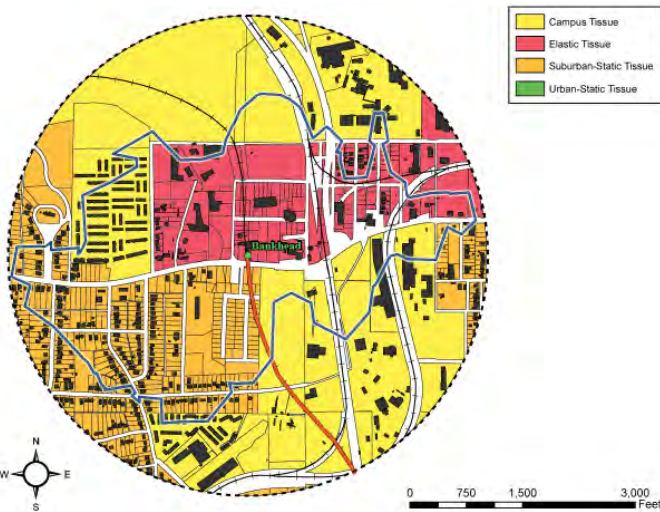 Campus Tissue
Elastic Tissue
Suburban-Static Tissue
Urban-Static Tissue
Bankhead
N
W E
S
0 750 1,500 3,000
Feet